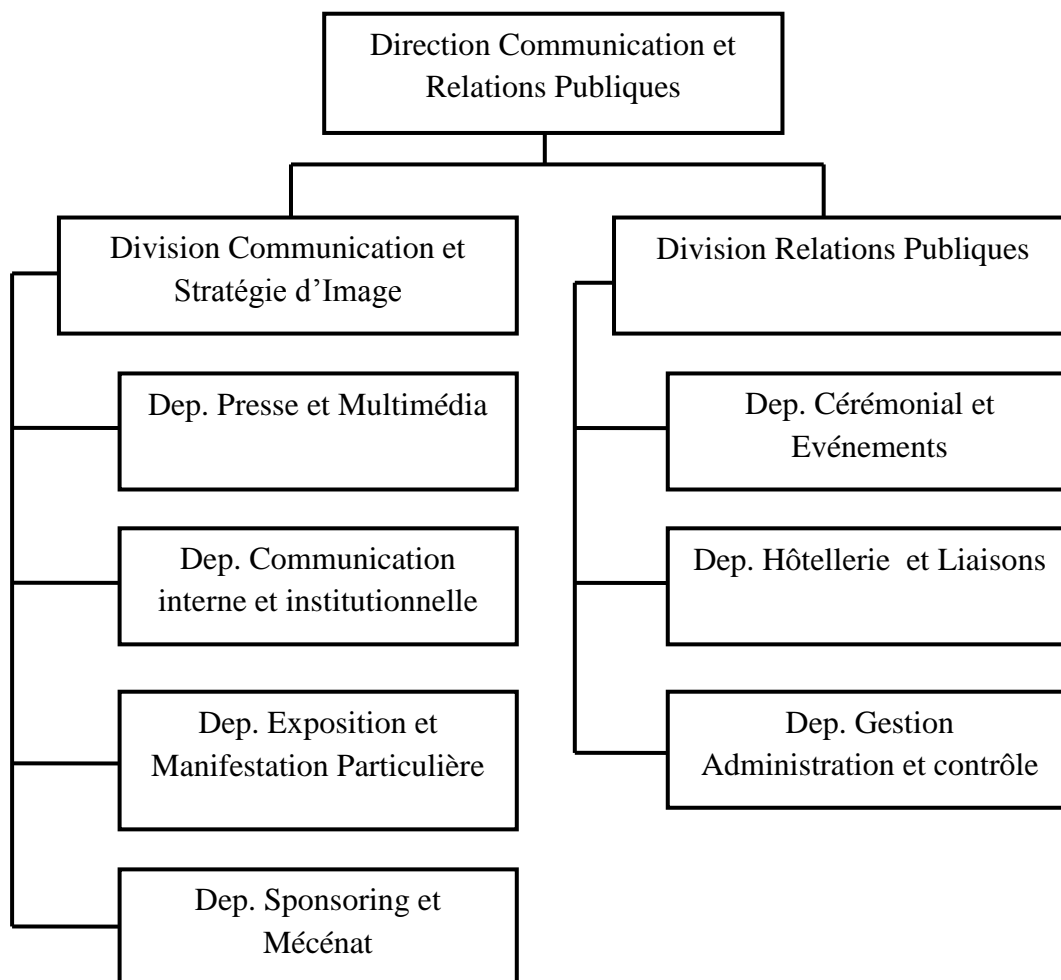 Direction Communication et
Relations Publiques
Division Communication et
Stratégie d’Image
Dep. Presse et Multimédia
Dep. Communication
interne et institutionnelle
Dep. Exposition et
Manifestation Particulière
Dep. Sponsoring et
Mécénat
Division Relations Publiques
Dep. Cérémonial et
Evénements
Dep. Hôtellerie  et Liaisons
Dep. Gestion
Administration et contrôle